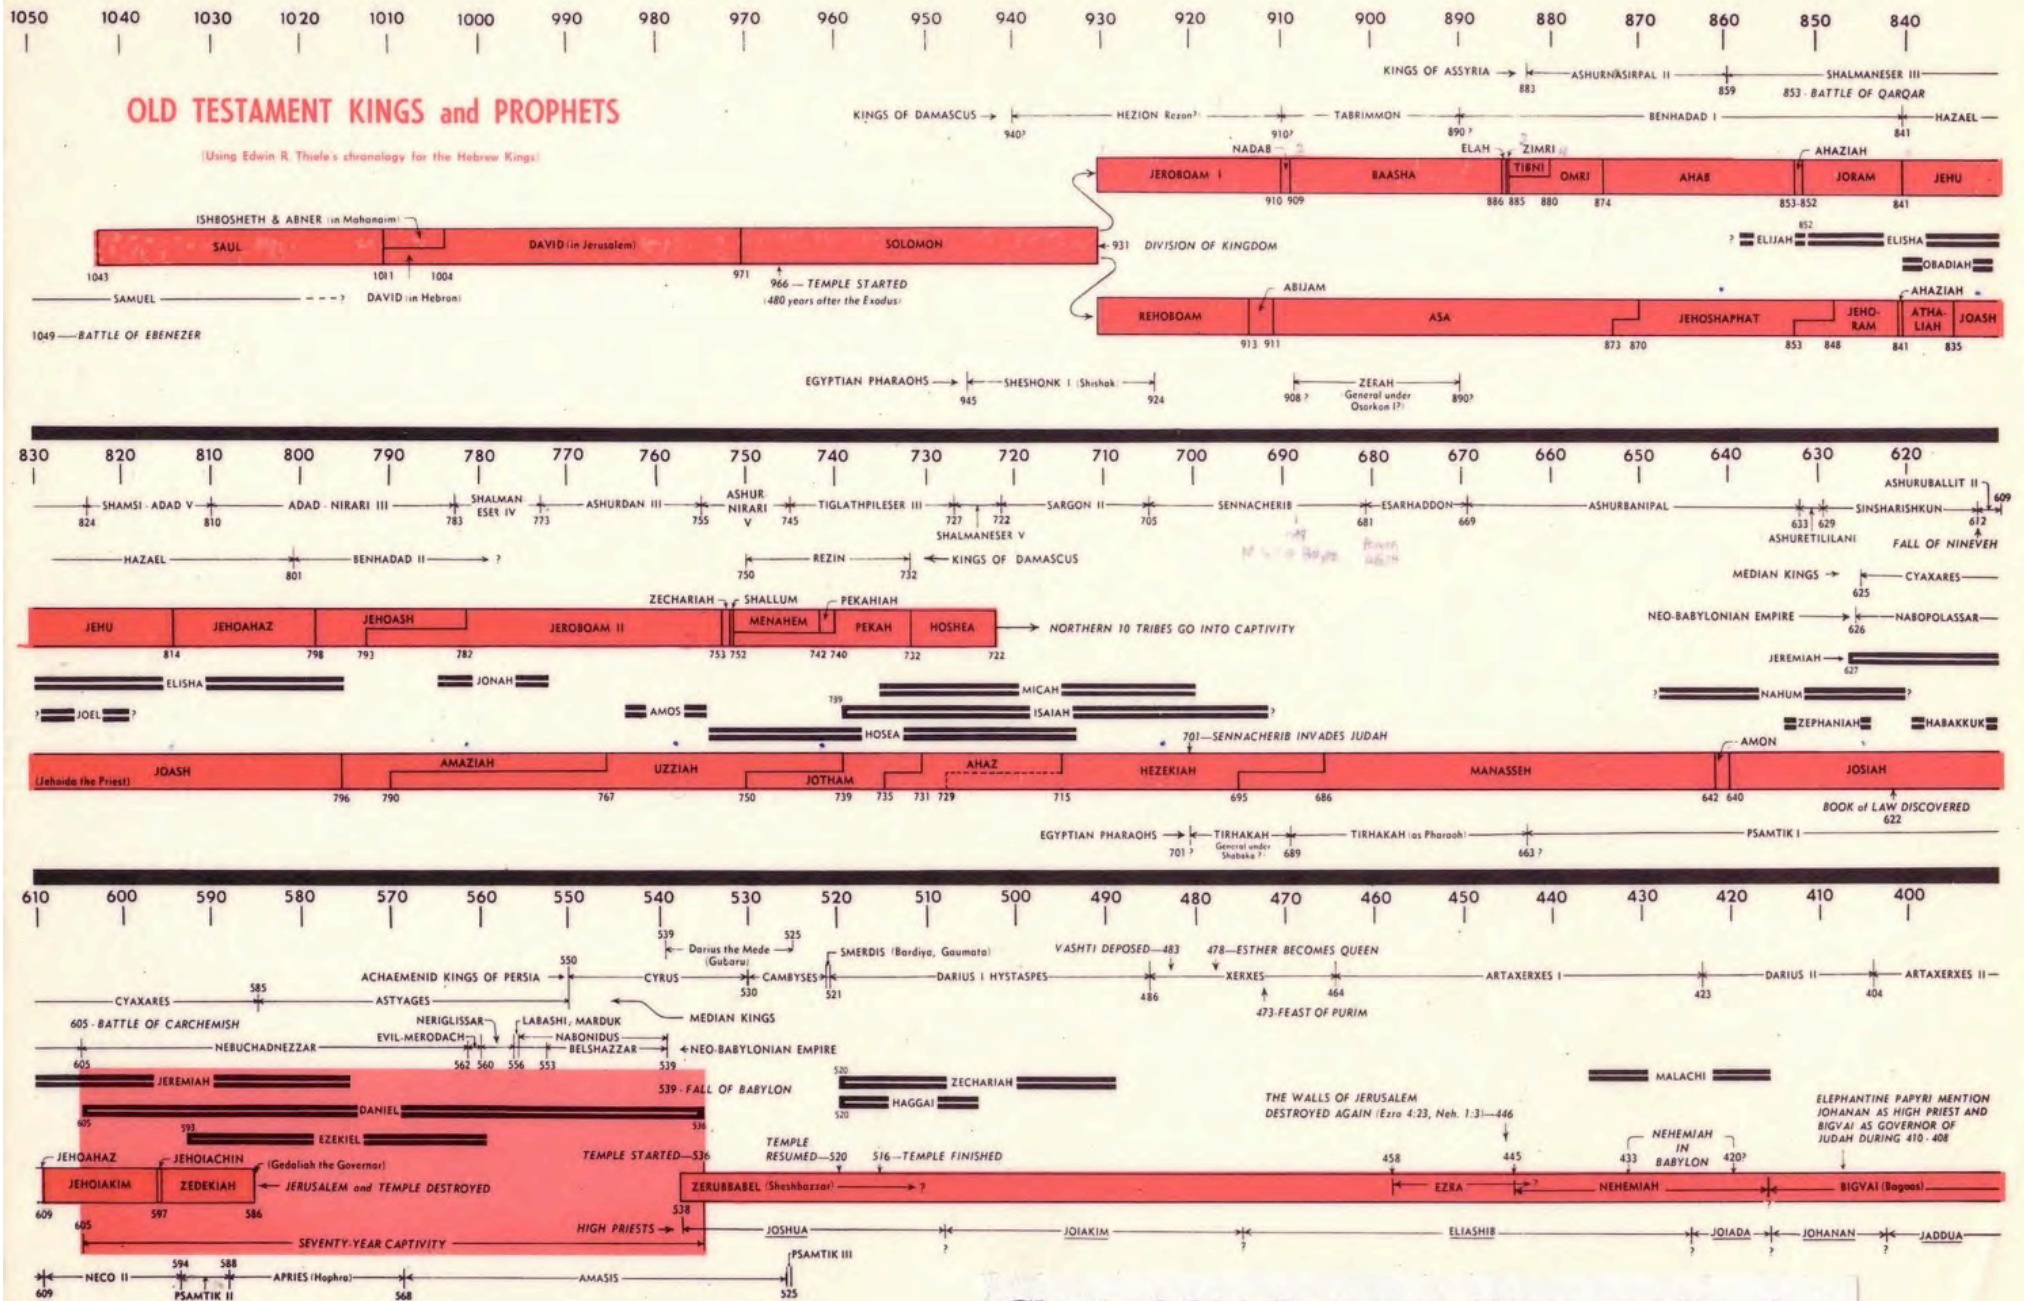 1050 1040 1030 1020 1010 1000 990 980 970 960 950 940 930 920 910 900 890 880 870 860 850 840
KINGS OF ASSYRIA
ASHURNASIRPAL II
SHALMANESER III
883 859
853 - BATTLE OF QARQAR
OLD TESTAMENT KINGS and PROPHETS
(Using Edwin R. Thiele's chronology for the Hebrew Kings)
KINGS OF DAMASCUS
HEZION Rezon?
TABRIMMON
BENHADAD I
HAZAEL
940? 910? 890? 841
NADAB ELAH ZIMRI AHAZIAH
JEROBOAM I BAASHA TIBNI OMRI AHAB JORAM JEHU
910 909 886 885 880 874 853-852 841
ISHBOSHETH & ABNER (in Mahanaim)
SAUL DAVID (in Jerusalem) SOLOMON
931 DIVISION OF KINGDOM
852
? ELIJAH ELISHA
OBADIAH
1043 1011 1004 971
966 — TEMPLE STARTED
(480 years after the Exodus)
SAMUEL ---?
DAVID (in Hebron)
ABIJAM AHAZIAH
REHOBOAM ASA JEHOSHAPHAT JEHO-RAM ATHA-LIAH JOASH
913 911 873 870 853 848 841 835
1049 — BATTLE OF EBENEZER
EGYPTIAN PHARAOHS
SHESHONK I (Shishak)
945 924
ZERAH
General under
Osorkon I?)
908? 890?
830 820 810 800 790 780 770 760 750 740 730 720 710 700 690 680 670 660 650 640 630 620
SHAMSI-ADAD V ADAD-NIRARI III SHALMAN ESER IV ASHURDAN III ASHUR NIRARI V TIGLATHPILESER III SARGON II SENNACHERIB ESARHADDON ASHURBANIPAL SINSHARISHKUN
ASHURUBALLIT II 609
824 810 783 773 755 745 727 722 705 681 669 633 629 612
SHALMANESER V
ASHURETILILANI
FALL OF NINEVEH
HAZAEL BENHADAD II ?
801
REZIN
750 732
KINGS OF DAMASCUS
MEDIAN KINGS CYAXARES
625
NEO-BABYLONIAN EMPIRE NABOPOLASSAR
626
ZECHARIAH SHALLUM PEKAHIAH
JEHU JEHOAHAZ JEHOASH JEROBOAM II MENAHEM PEKAH HOSHEA
NORTHERN 10 TRIBES GO INTO CAPTIVITY
814 798 793 782 753 752 742 740 732 722
JEREMIAH
627
ELISHA JONAH MICAH
? NAHUM ?
739
? JOEL ? AMOS ISAIAH ?
ZEPHANIAH HABAKKUK
HOSEA
701—SENNACHERIB INVADES JUDAH
AMON
(Jehoida the Priest) JOASH AMAZIAH UZZIAH JOTHAM AHAZ HEZEKIAH MANASSEH JOSIAH
796 790 767 750 739 735 731 729 715 695 686 642 640
BOOK of LAW DISCOVERED
622
EGYPTIAN PHARAOHS
TIRHAKAH
General under
Shabaka ?
TIRHAKAH (as Pharaoh)
PSAMTIK I
701? 689 663?
610 600 590 580 570 560 550 540 530 520 510 500 490 480 470 460 450 440 430 420 410 400
539 525
Darius the Mede
(Gubaru)
SMERDIS (Bardiya, Gaumata)
VASHTI DEPOSED—483
478—ESTHER BECOMES QUEEN
550
ACHAEMENID KINGS OF PERSIA
CYRUS CAMBYSES DARIUS I HYSTASPES XERXES ARTAXERXES I DARIUS II ARTAXERXES II
530 521 486 464 423 404
585
CYAXARES ASTYAGES
MEDIAN KINGS
473-FEAST OF PURIM
605 - BATTLE OF CARCHEMISH
NERIGLISSAR LABASHI, MARDUK
EVIL-MERODACH NABONIDUS
NEBUCHADNEZZAR BELSHAZZAR
NEO-BABYLONIAN EMPIRE
605 562 560 556 553 539
JEREMIAH
539 - FALL OF BABYLON
520
ZECHARIAH
MALACHI
DANIEL
605 536
HAGGAI
520
THE WALLS OF JERUSALEM
DESTROYED AGAIN (Ezra 4:23, Neh. 1:3)—446
ELEPHANTINE PAPYRI MENTION
JOHANAN AS HIGH PRIEST AND
BIGVAI AS GOVERNOR OF
JUDAH DURING 410 - 408
593
EZEKIEL
TEMPLE STARTED—536
TEMPLE
RESUMED—520
516—TEMPLE FINISHED
458 445 433
NEHEMIAH
IN
BABYLON
420?
JEHOAHAZ JEHOIACHIN
(Gedaliah the Governor)
JEHOIAKIM ZEDEKIAH
JERUSALEM and TEMPLE DESTROYED
ZERUBBABEL (Sheshbazzar) ?
EZRA ?
NEHEMIAH
BIGVAI (Bagoas)
609 605 597 586 538 ?
HIGH PRIESTS
JOSHUA JOIAKIM ELIASHIB JOIADA JOHANAN JADDUA
? ? ? ? ?
SEVENTY-YEAR CAPTIVITY
PSAMTIK III
594 588
NECO II APRIES (Hophra) AMASIS
609 PSAMTIK II 568 525